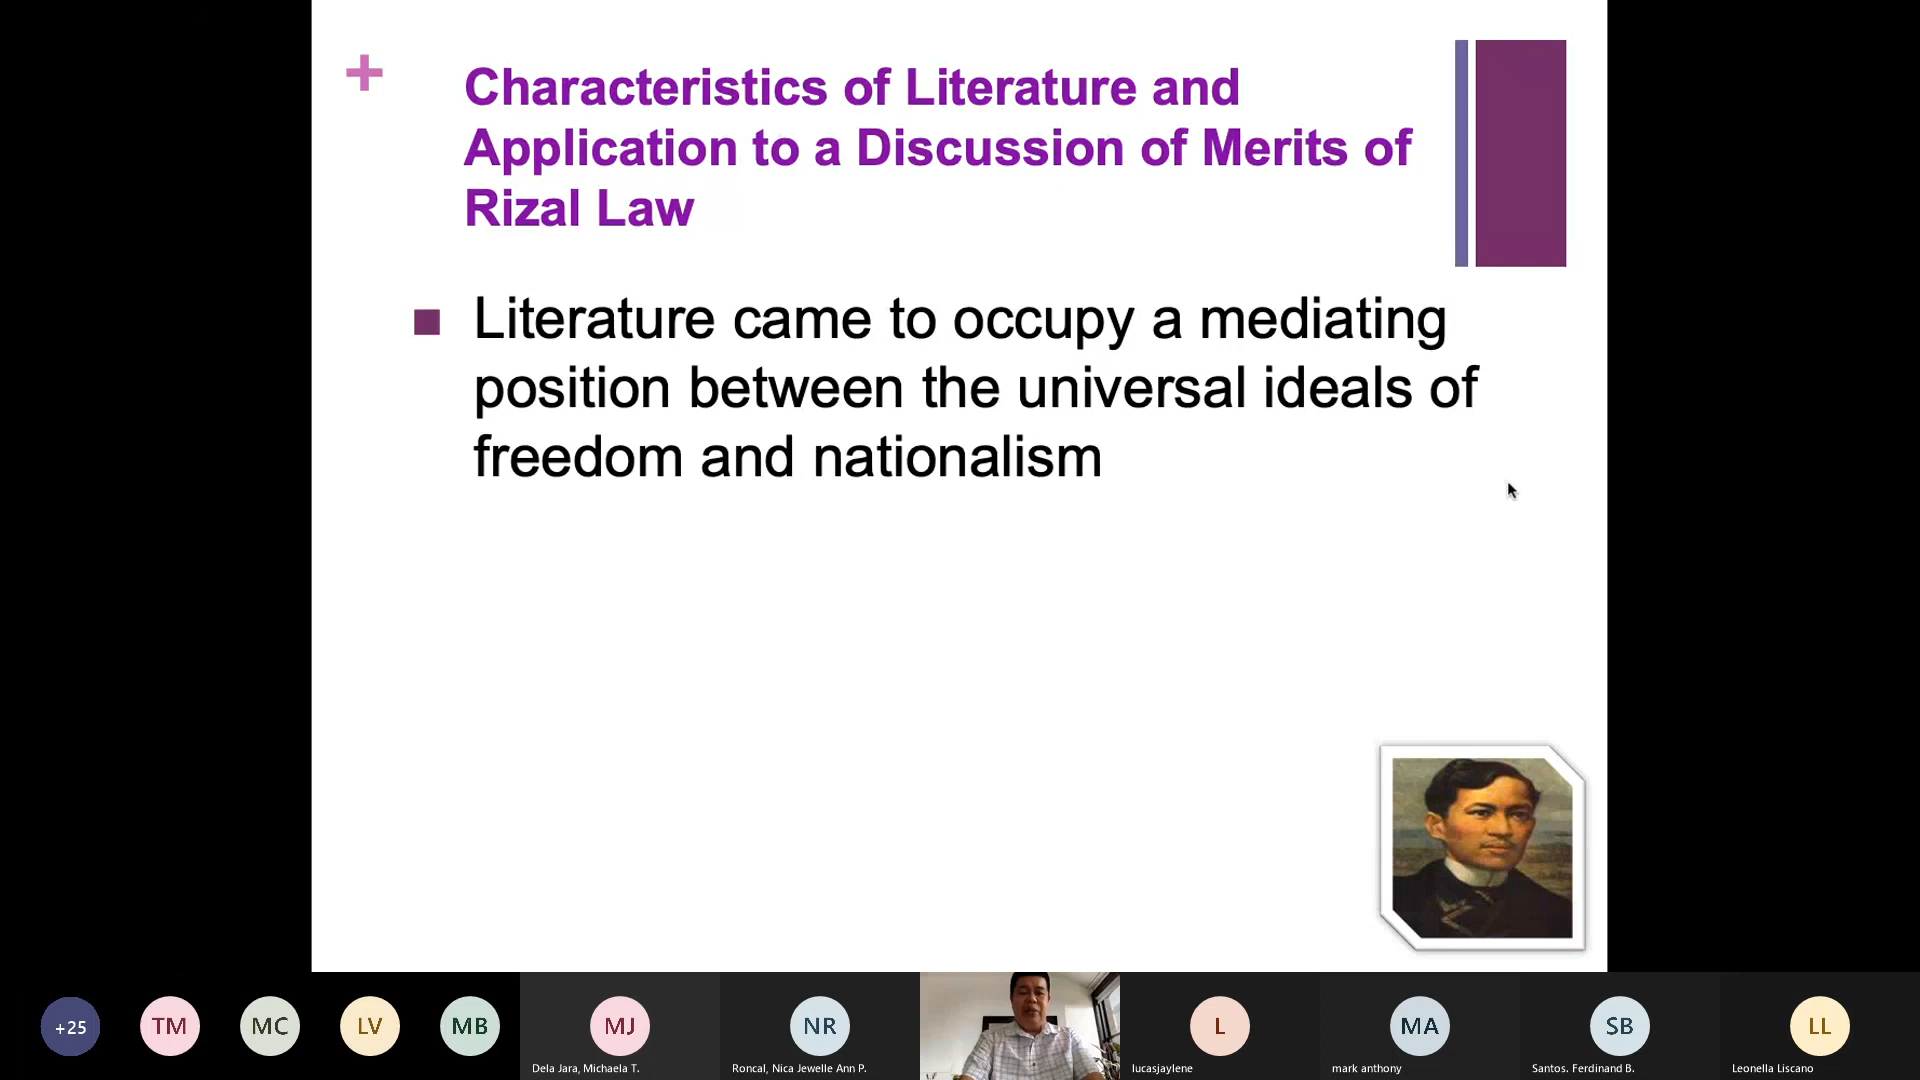 +
Characteristics of Literature and
Application to a Discussion of Merits of
Rizal Law
Literature came to occupy a mediating
position between the universal ideals of
freedom and nationalism
+25
TM
MC
LV
MB
MJ
NR
L
MA
SB
LL
Dela Jara, Michaela T.
Roncal, Nica Jewelle Ann P.
lucasjaylene
mark anthony
Santos. Ferdinand B.
Leonella Liscano